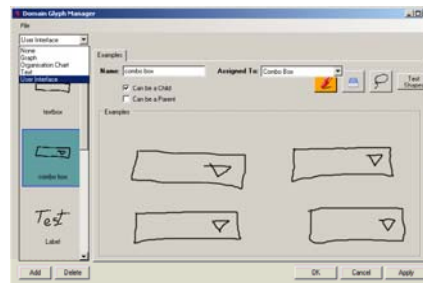 Domain Glyph Manager
File
User Interface
None
Graph
Organisation Chart
Text
User Interface
textbox
combo box
Test
Label
Add Delete
Examples
Name: combo box Assigned To: Combo Box
Can be a Child
Can be a Parent
Test Shapes
Examples
OK Cancel Apply